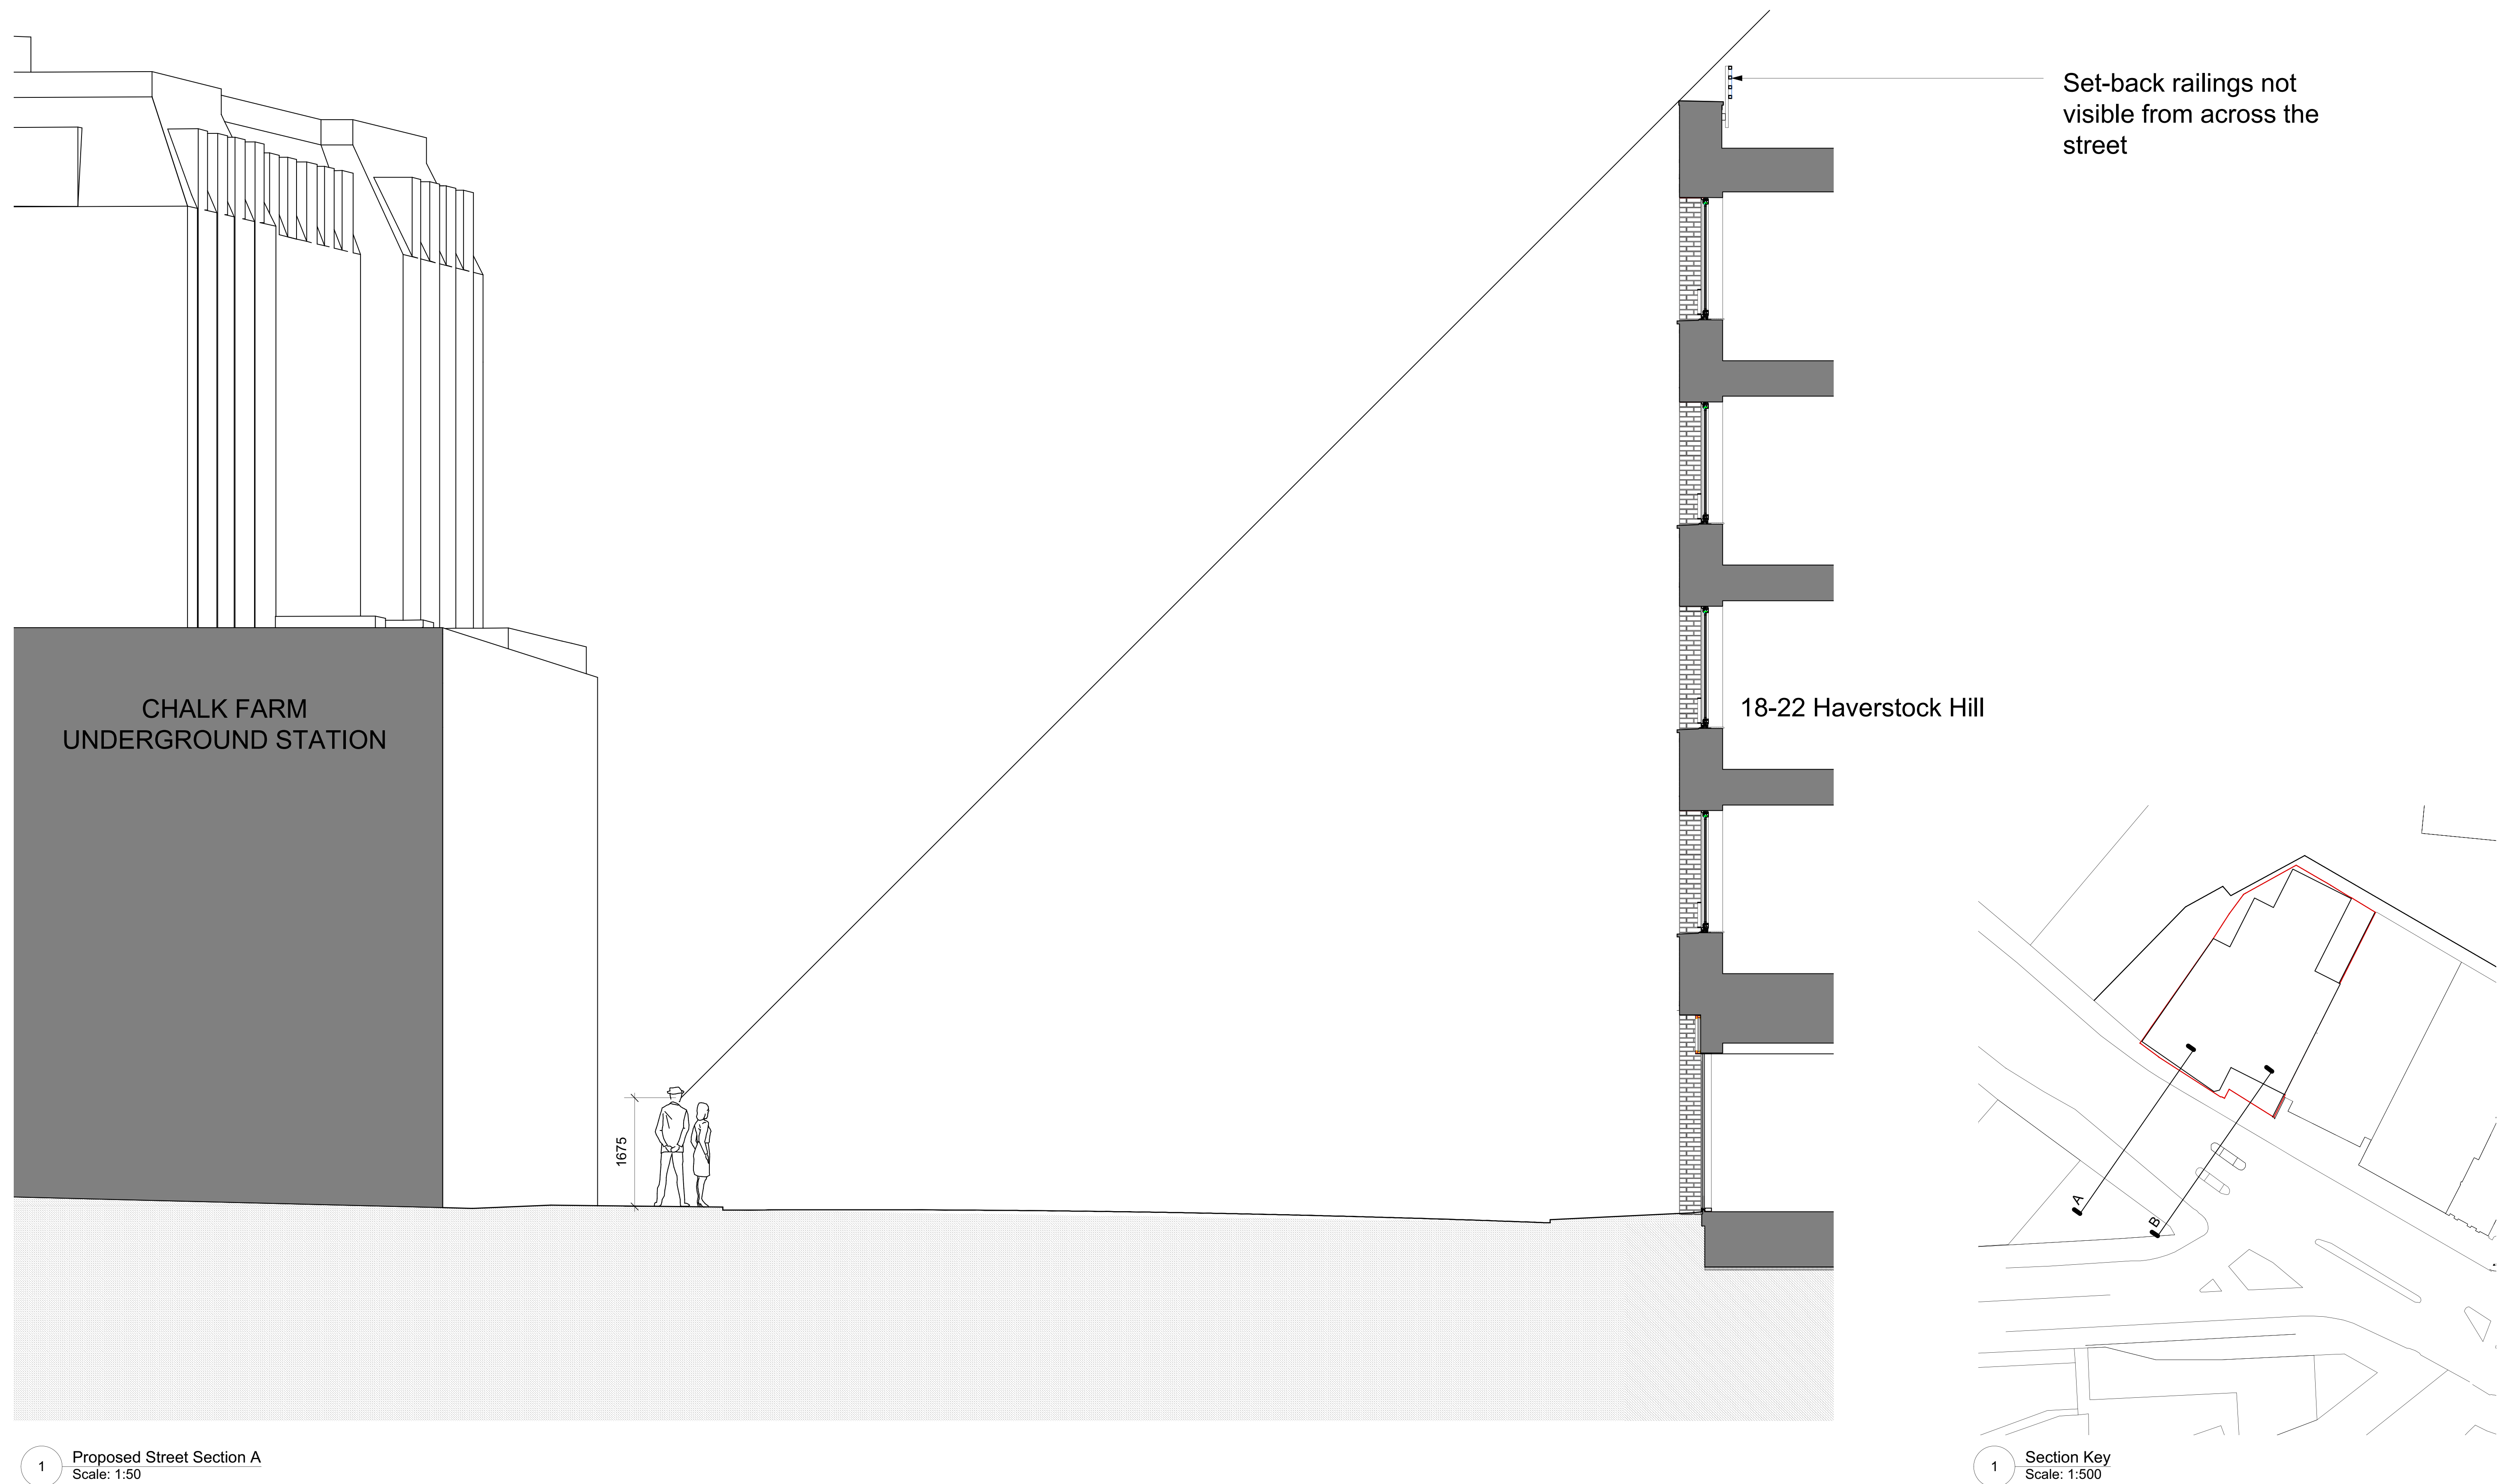 Set-back railings not
visible from across the
street
CHALK FARM
UNDERGROUND STATION
18-22 Haverstock Hill
1675
A
B
1
Proposed Street Section A
Scale: 1:50
1
Section Key
Scale: 1:500